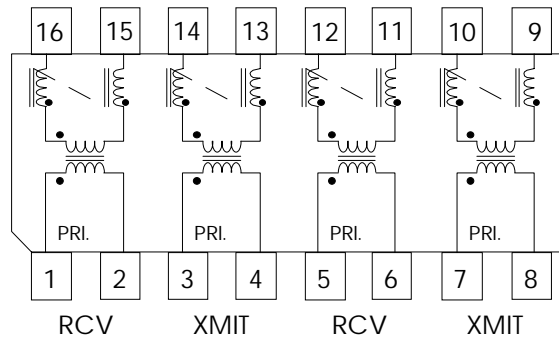 16 15 14 13 12 11 10 9
PRI. PRI. PRI. PRI.
1 2 3 4 5 6 7 8
RCV XMIT RCV XMIT